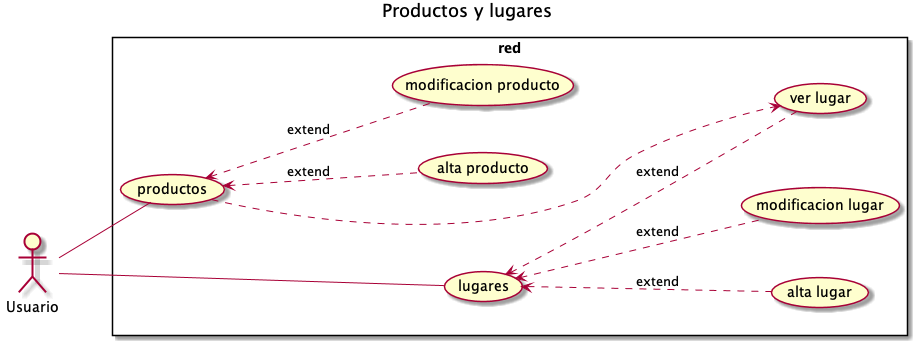 Productos y lugares
red
modificacion producto
ver lugar
extend
extend
extend
alta producto
productos
modificacion lugar
extend
extend
lugares
alta lugar
Usuario